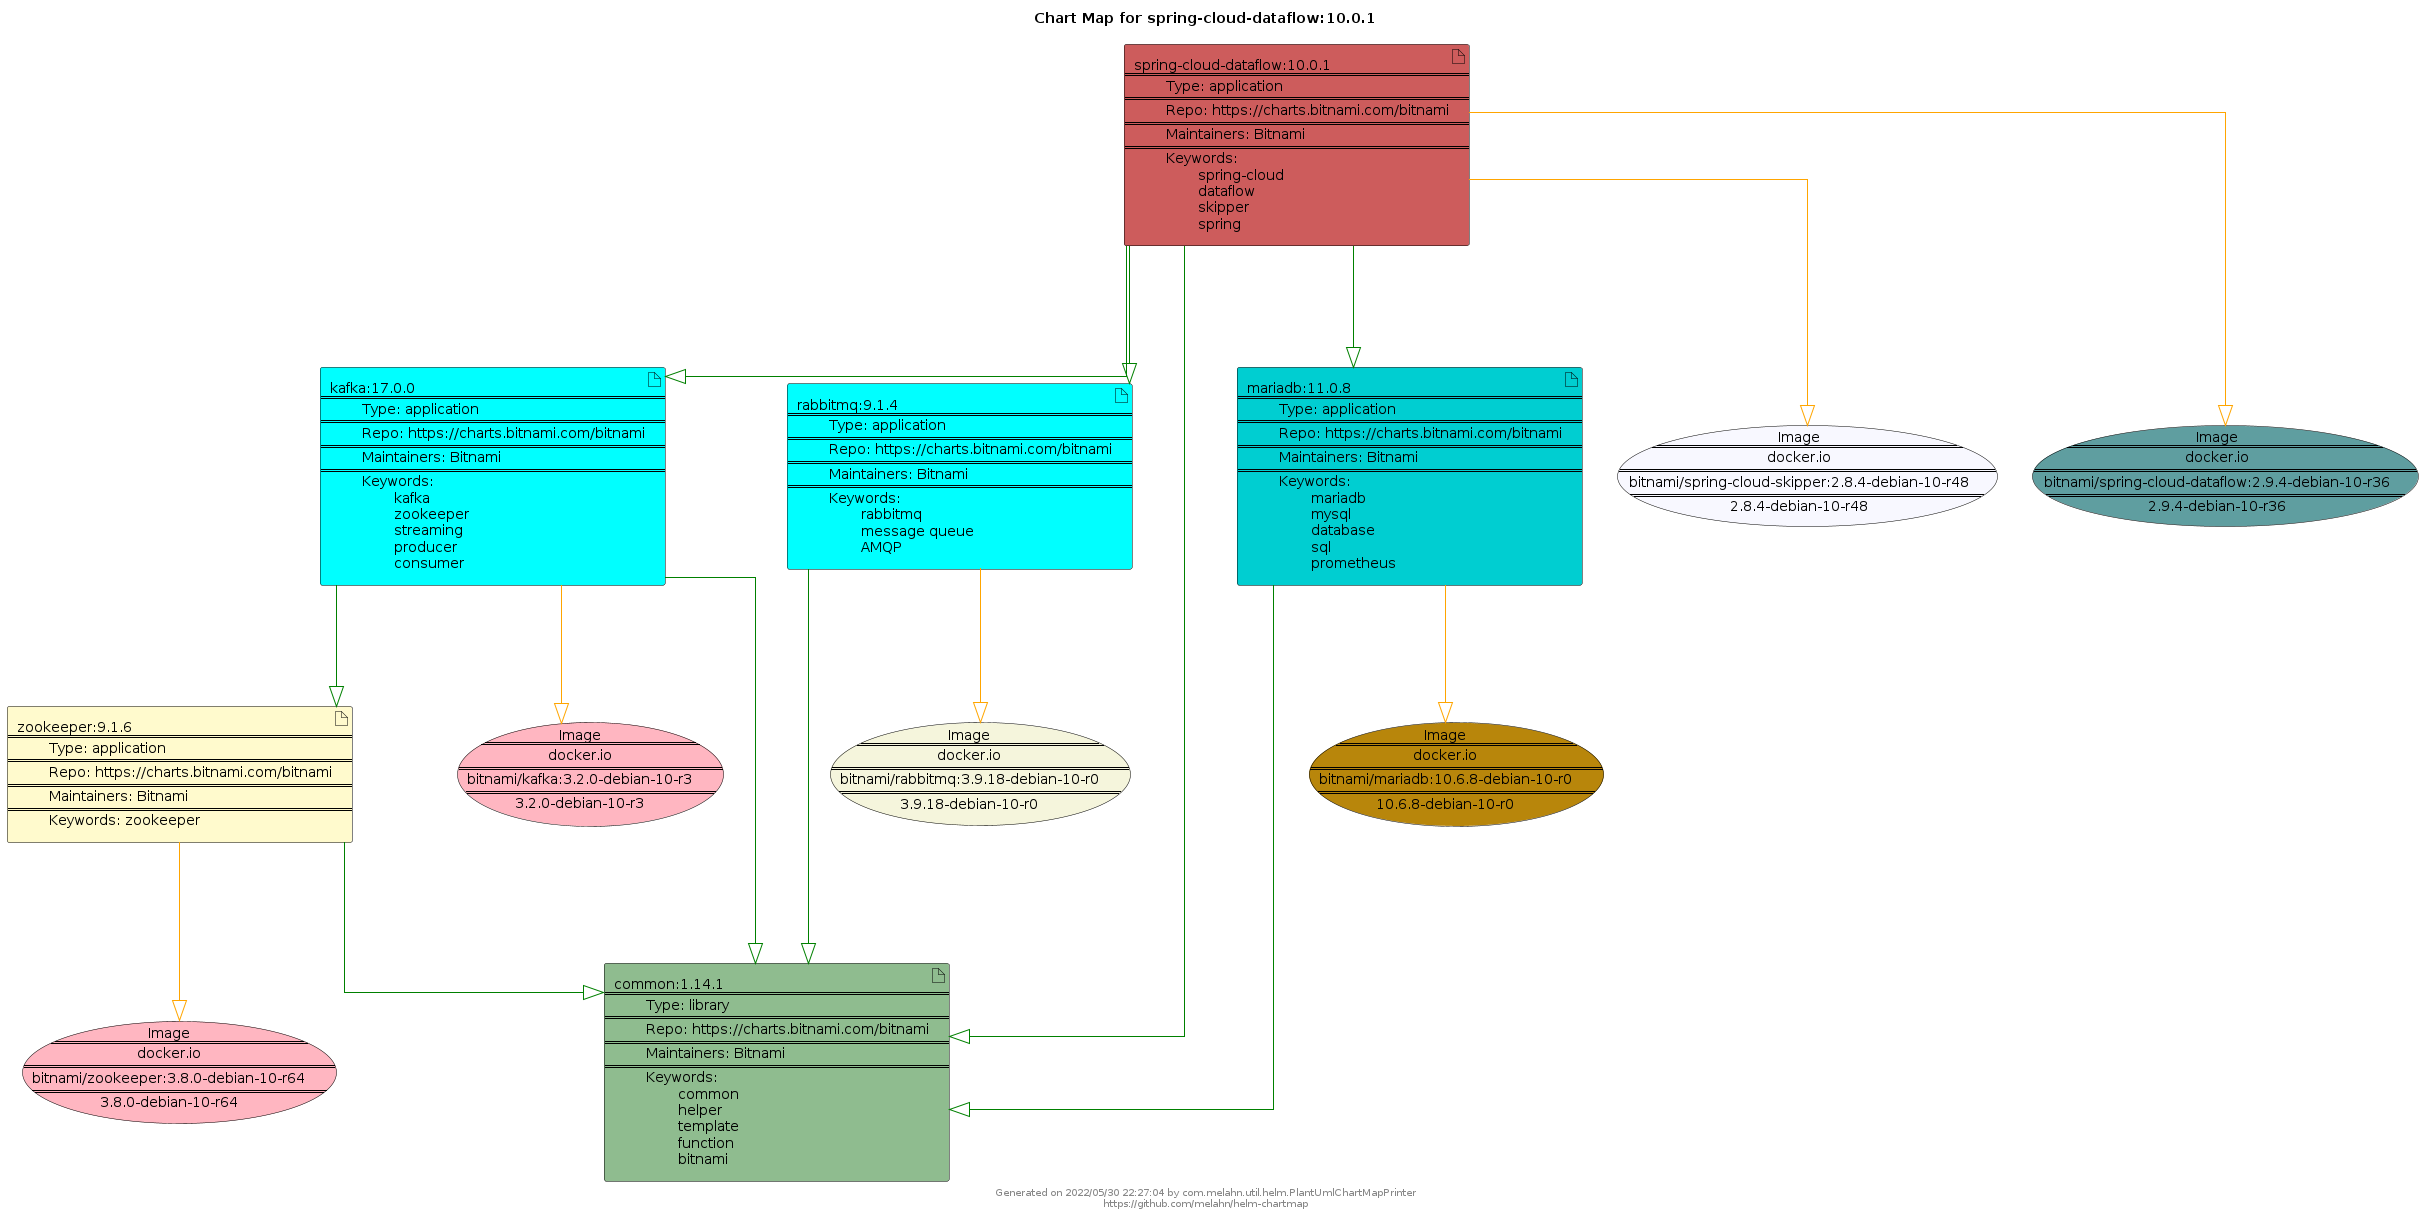 Chart Map for spring-cloud-dataflow:10.0.1
spring-cloud-dataflow:10.0.1
Type: application
Repo: https://charts.bitnami.com/bitnami
Maintainers: Bitnami
Keywords:
spring-cloud
dataflow
skipper
spring
kafka:17.0.0
Type: application
Repo: https://charts.bitnami.com/bitnami
Maintainers: Bitnami
Keywords:
kafka
zookeeper
streaming
producer
consumer
rabbitmq:9.1.4
Type: application
Repo: https://charts.bitnami.com/bitnami
Maintainers: Bitnami
Keywords:
rabbitmq
message queue
AMQP
mariadb:11.0.8
Type: application
Repo: https://charts.bitnami.com/bitnami
Maintainers: Bitnami
Keywords:
mariadb
mysql
database
sql
prometheus
Image
docker.io
bitnami/spring-cloud-skipper:2.8.4-debian-10-r48
2.8.4-debian-10-r48
Image
docker.io
bitnami/spring-cloud-dataflow:2.9.4-debian-10-r36
2.9.4-debian-10-r36
zookeeper:9.1.6
Type: application
Repo: https://charts.bitnami.com/bitnami
Maintainers: Bitnami
Keywords: zookeeper
Image
docker.io
bitnami/kafka:3.2.0-debian-10-r3
3.2.0-debian-10-r3
Image
docker.io
bitnami/rabbitmq:3.9.18-debian-10-r0
3.9.18-debian-10-r0
Image
docker.io
bitnami/mariadb:10.6.8-debian-10-r0
10.6.8-debian-10-r0
Image
docker.io
bitnami/zookeeper:3.8.0-debian-10-r64
3.8.0-debian-10-r64
common:1.14.1
Type: library
Repo: https://charts.bitnami.com/bitnami
Maintainers: Bitnami
Keywords:
common
helper
template
function
bitnami
Generated on 2022/05/30 22:27:04 by com.melahn.util.helm.PlantUmlChartMapPrinter
https://github.com/melahn/helm-chartmap